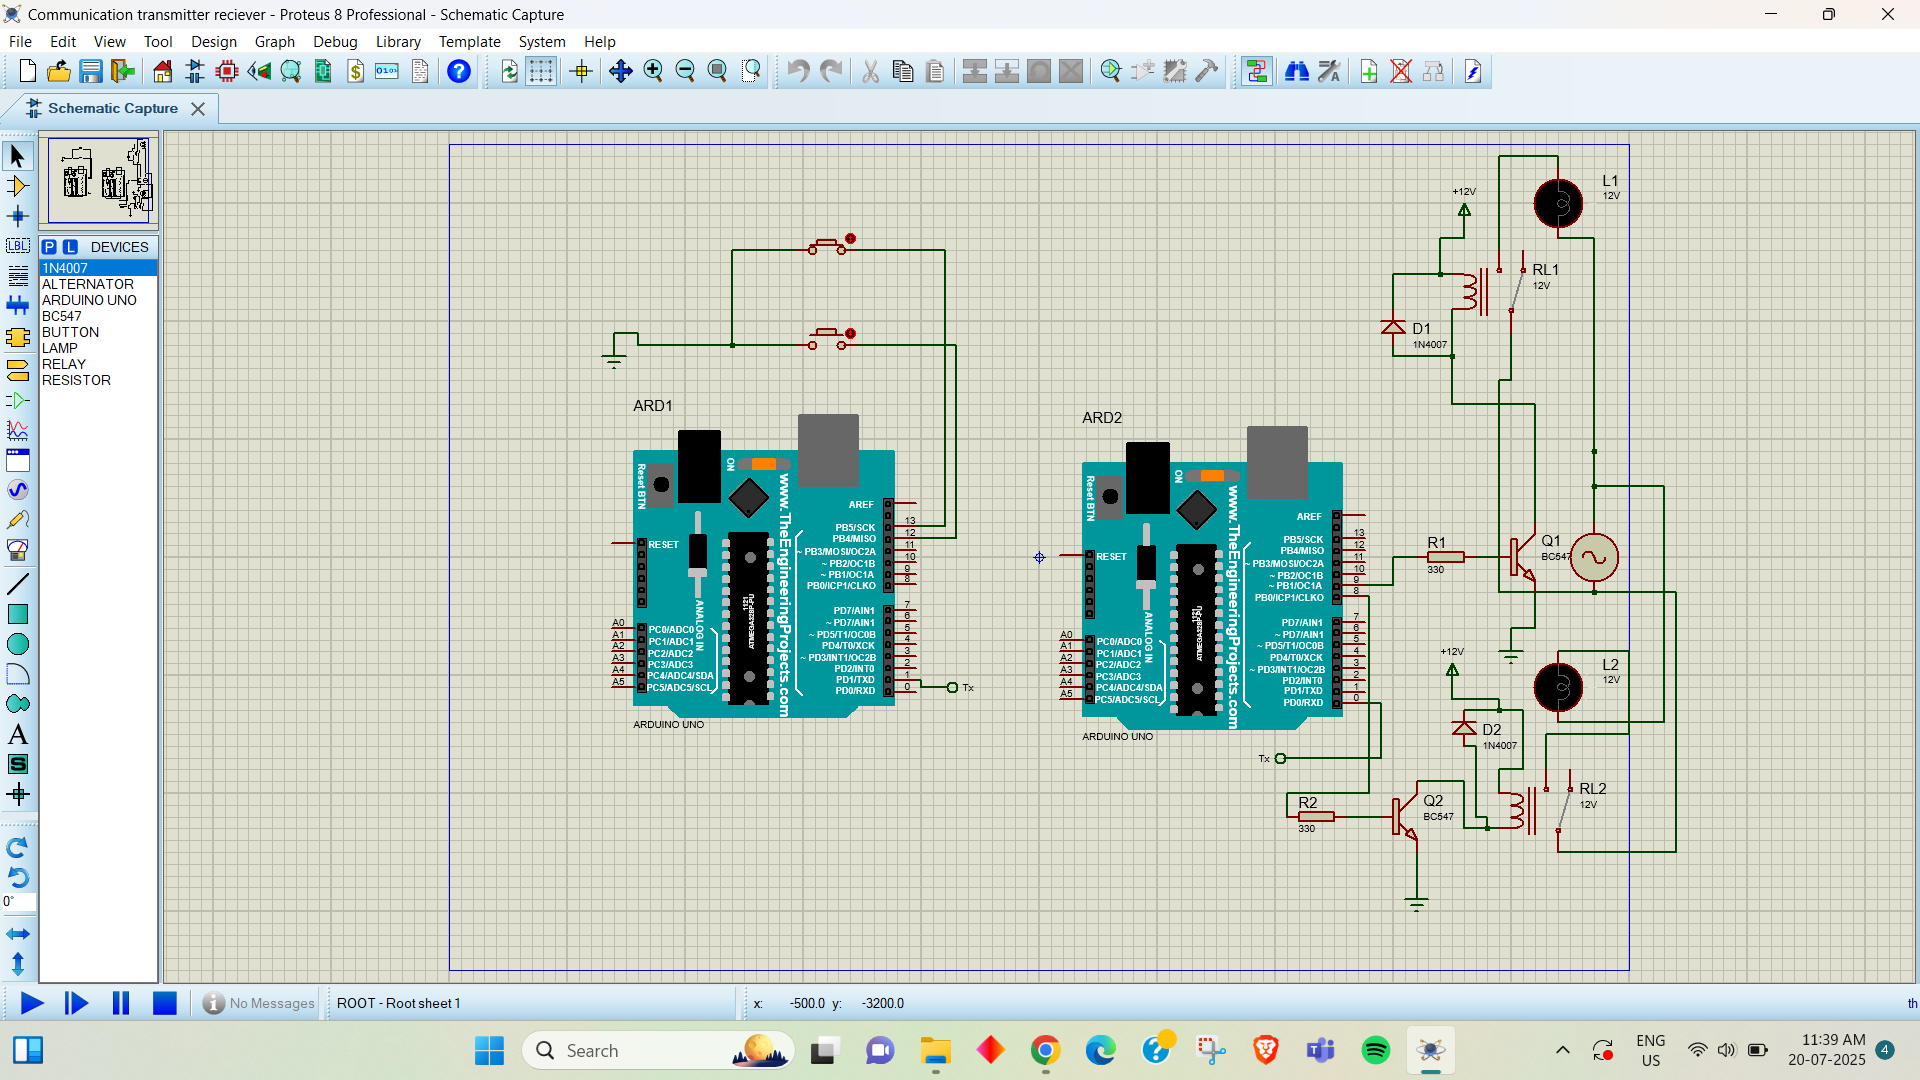 Communication transmitter reciever - Proteus 8 Professional - Schematic Capture
File Edit View Tool Design Graph Debug Library Template System Help
Schematic Capture
P L DEVICES
1N4007
ALTERNATOR
ARDUINO UNO
BC547
BUTTON
LAMP
RELAY
RESISTOR
LBL
A
S
0°
ARD1
Reset BTN
ON
www.TheEngineeringProjects.com
ANALOG IN
1121
ATMEGA328P-PU
RESET
A0 PC0/ADC0
A1 PC1/ADC1
A2 PC2/ADC2
A3 PC3/ADC3
A4 PC4/ADC4/SDA
A5 PC5/ADC5/SCL
AREF
PB5/SCK 13
PB4/MISO 12
~ PB3/MOSI/OC2A 11
~ PB2/OC1B 10
~ PB1/OC1A 9
PB0/ICP1/CLKO 8
PD7/AIN1 7
~ PD7/AIN1 6
~ PD5/T1/OC0B 5
PD4/T0/XCK 4
~ PD3/INT1/OC2B 3
PD2/INT0 2
PD1/TXD 1
PD0/RXD 0
Tx
ARDUINO UNO
ARD2
Reset BTN
ON
www.TheEngineeringProjects.com
ANALOG IN
1121
ATMEGA328P-PU
RESET
A0 PC0/ADC0
A1 PC1/ADC1
A2 PC2/ADC2
A3 PC3/ADC3
A4 PC4/ADC4/SDA
A5 PC5/ADC5/SCL
AREF
PB5/SCK 13
PB4/MISO 12
~ PB3/MOSI/OC2A 11
~ PB2/OC1B 10
~ PB1/OC1A 9
PB0/ICP1/CLKO 8
PD7/AIN1 7
~ PD7/AIN1 6
~ PD5/T1/OC0B 5
PD4/T0/XCK 4
~ PD3/INT1/OC2B 3
PD2/INT0 2
PD1/TXD 1
PD0/RXD 0
ARDUINO UNO
Tx
+12V
L1
12V
RL1
12V
D1
1N4007
R1
330
Q1
BC547
+12V
L2
12V
D2
1N4007
RL2
12V
R2
330
Q2
BC547
No Messages
ROOT - Root sheet 1
x: -500.0 y: -3200.0
th
Search
ENG
US
11:39 AM
20-07-2025
4